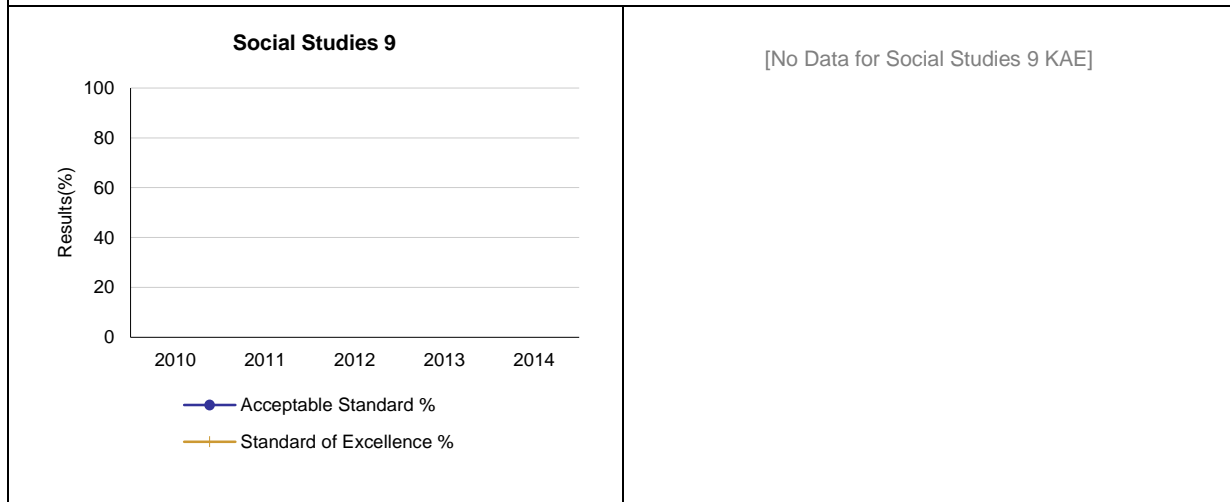 Social Studies 9
100
80
60
40
20
0
Results(%)
2010 2011 2012 2013 2014
Acceptable Standard %
Standard of Excellence %
[No Data for Social Studies 9 KAE]